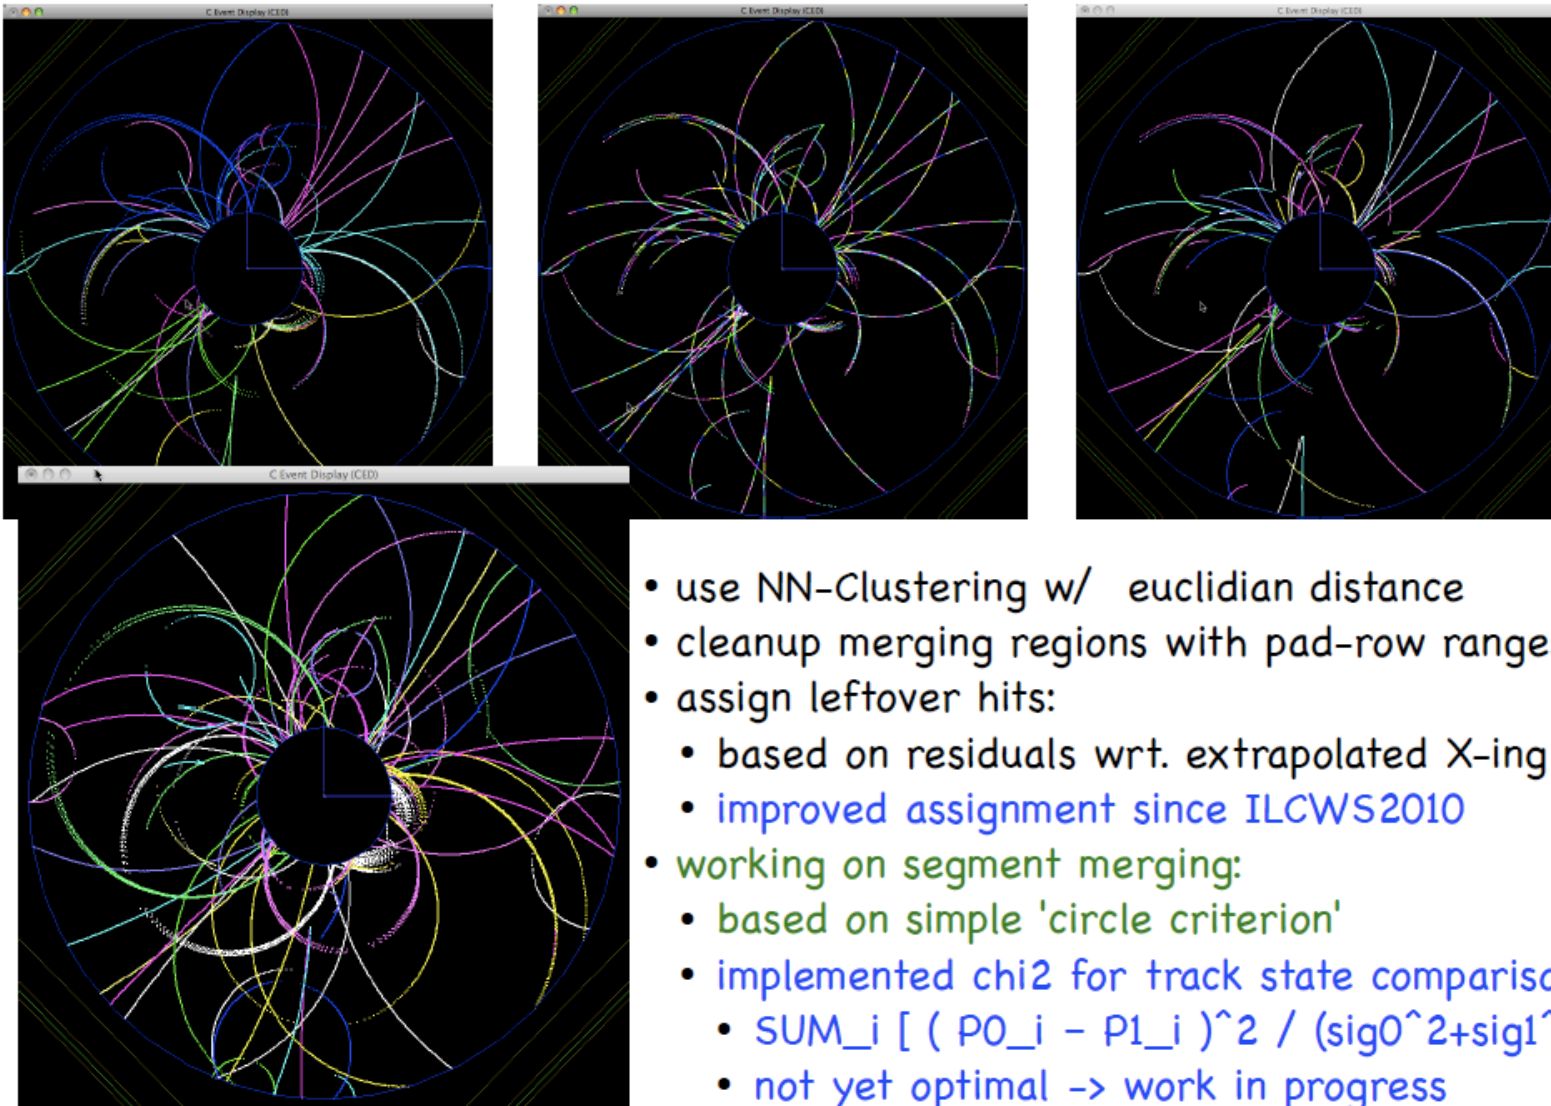 C Event Display (CED)
C Event Display (CED)
C Event Display (CED)
C Event Display (CED)
• use NN-Clustering w/ euclidian distance
• cleanup merging regions with pad-row range
• assign leftover hits:
• based on residuals wrt. extrapolated X-ing
• improved assignment since ILCWS2010
• working on segment merging:
• based on simple 'circle criterion'
• implemented chi2 for track state
• SUM_i [ ( P0_i - P1_i )^2 / (sig0^2+sig1^
• not yet optimal -> work in progress